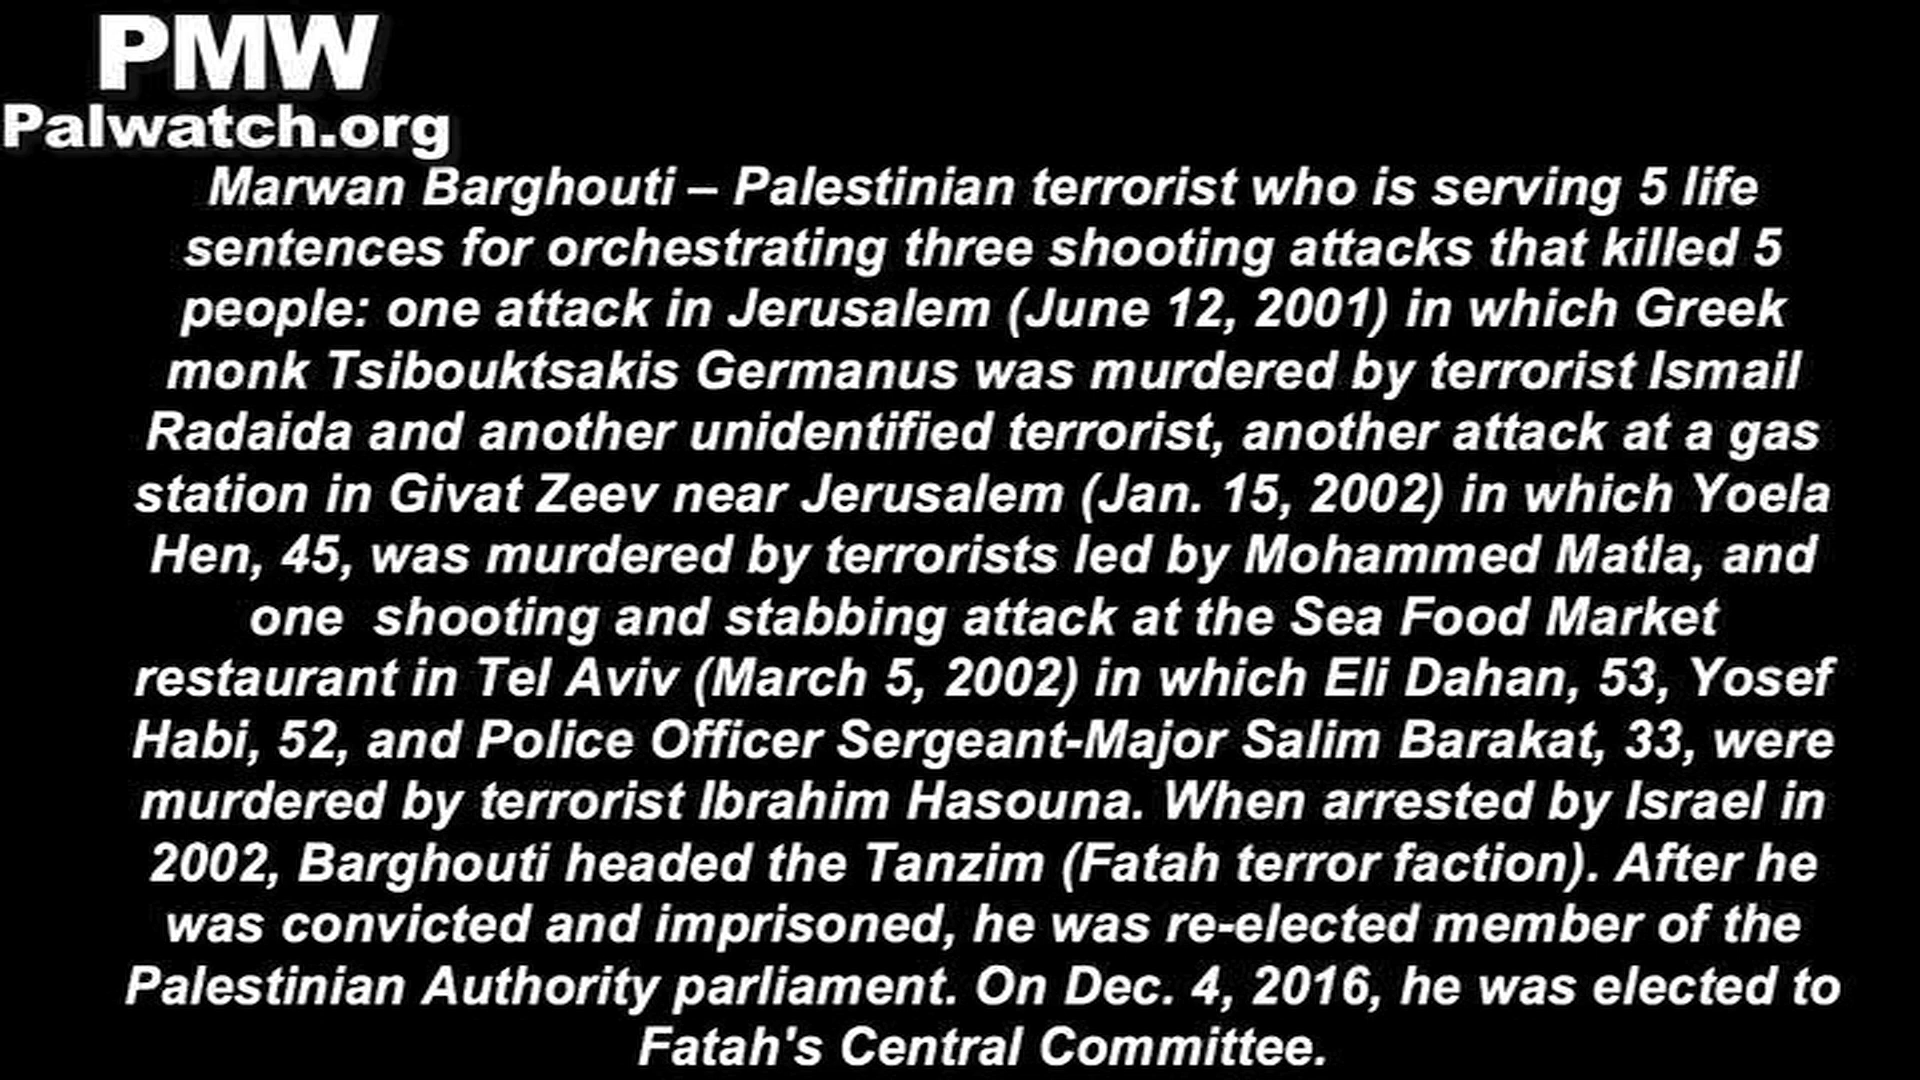 PMW
Palwatch.org
Marwan Barghouti – Palestinian terrorist who is serving 5 life
sentences for orchestrating three shooting attacks that killed 5
people: one attack in Jerusalem (June 12, 2001) in which Greek
monk Tsibouktsakis Germanus was murdered by terrorist Ismail
Radaida and another unidentified terrorist, another attack at a gas
station in Givat Zeev near Jerusalem (Jan. 15, 2002) in which Yoela
Hen, 45, was murdered by terrorists led by Mohammed Matla, and
one  shooting and stabbing attack at the Sea Food Market
restaurant in Tel Aviv (March 5, 2002) in which Eli Dahan, 53, Yosef
Habi, 52, and Police Officer Sergeant-Major Salim Barakat, 33, were
murdered by terrorist Ibrahim Hasouna. When arrested by Israel in
2002, Barghouti headed the Tanzim (Fatah terror faction). After he
was convicted and imprisoned, he was re-elected member of the
Palestinian Authority parliament. On Dec. 4, 2016, he was elected to
Fatah's Central Committee.